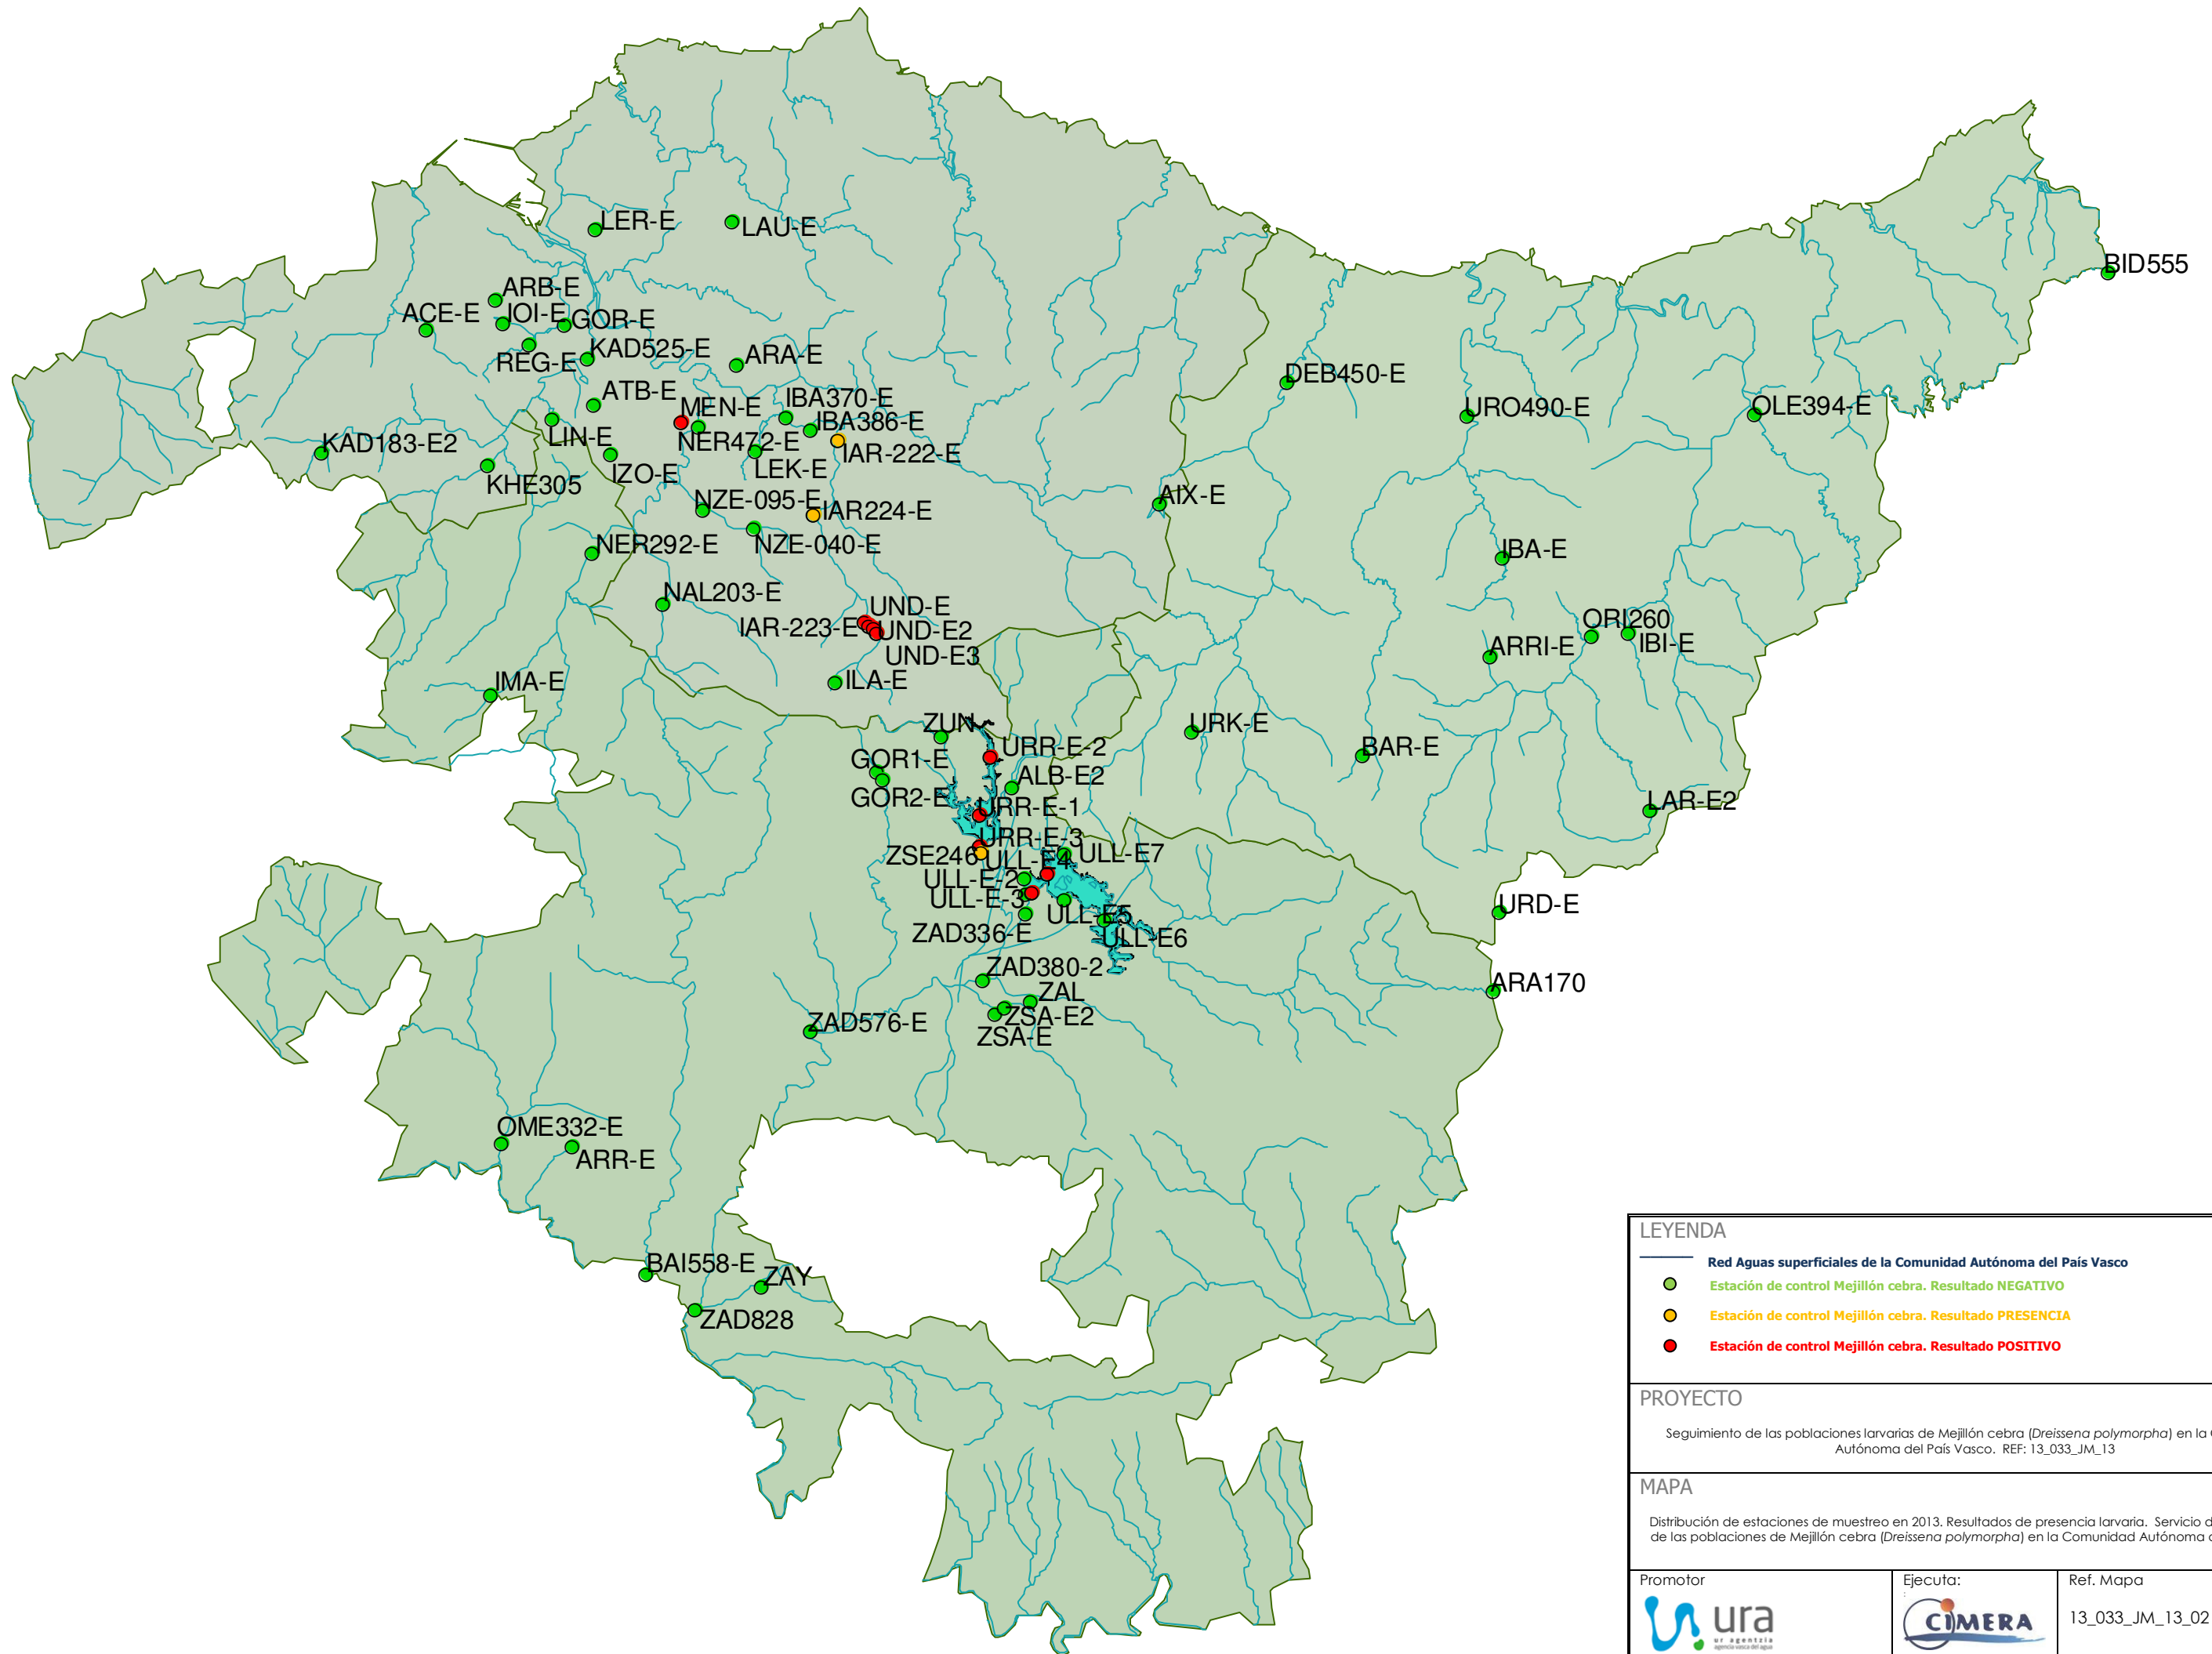 LER-E
LAU-E
BID555
ARB-E
ACE-E
JOI-E
GOR-E
REG-E
KAD525-E
ARA-E
DEB450-E
ATB-E
MEN-E
IBA370-E
URO490-E
OLE394-E
IBA386-E
LIN-E
NER472-E
KAD183-E2
IAR-222-E
IZO-E
LEK-E
KHE305
AIX-E
NZE-095-E
IAR224-E
NER292-E
NZE-040-E
IBA-E
NAL203-E
UND-E
IAR-223-E
UND-E2
ORI260
UND-E3
ARRI-E
IBI-E
IMA-E
ILA-E
ZUN
URK-E
URR-E-2
BAR-E
GOR1-E
ALB-E2
GOR2-E
URR-E-1
LAR-E2
URR-E-3
ZSE246
ULL-E4
ULL-E7
ULL-E-2
ULL-E-3
URD-E
ULL-E5
ZAD336-E
ULL-E6
ZAD380-2
ARA170
ZAL
ZAD576-E
ZSA-E2
ZSA-E
OME332-E
ARR-E
BAI558-E
ZAY
ZAD828
LEYENDA
Red Aguas superficiales de la Comunidad Autónoma del País Vasco
Estación de control Mejillón cebra. Resultado NEGATIVO
Estación de control Mejillón cebra. Resultado PRESENCIA
Estación de control Mejillón cebra. Resultado POSITIVO
PROYECTO
Seguimiento de las poblaciones larvarias de Mejillón cebra (Dreissena polymorpha) en la
Autónoma del País Vasco. REF: 13_033_JM_13
MAPA
Distribución de estaciones de muestreo en 2013. Resultados de presencia larvaria. Servicio d
de las poblaciones de Mejillón cebra (Dreissena polymorpha) en la Comunidad Autónoma
Promotor
Ejecuta:
Ref. Mapa
ura
ur agentzia
agencia vasca del agua
CIMERA
13_033_JM_13_02